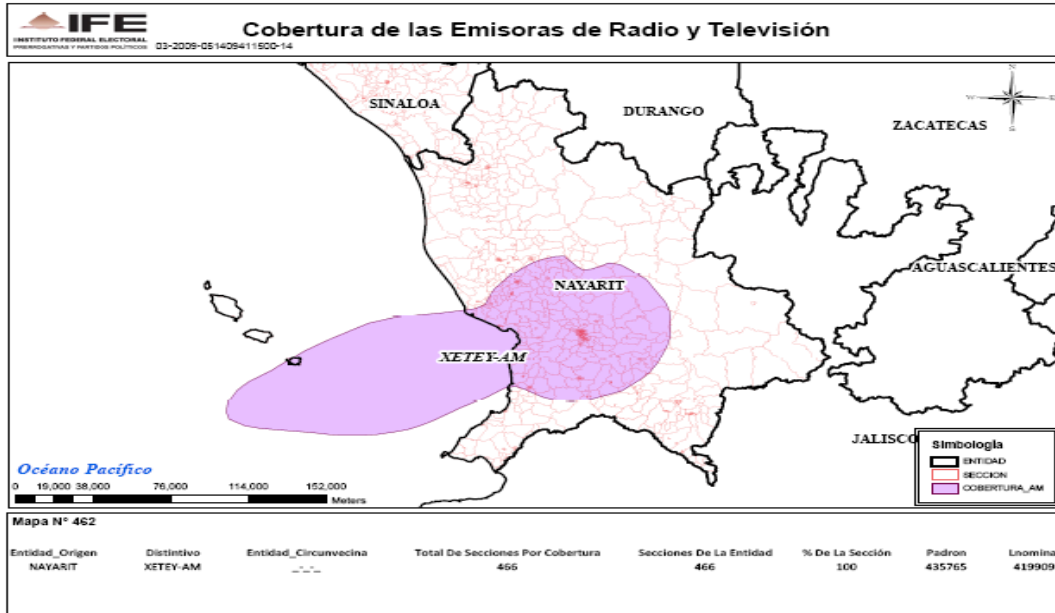 IFE
INSTITUTO FEDERAL ELECTORAL
PRERROGATIVAS Y PARTIDOS POLÍTICOS
03-2009-051409411500-14
Cobertura de las Emisoras de Radio y Televisión
N
W E
S
SINALOA
DURANGO
ZACATECAS
AGUASCALIENTES
NAYARIT
XETEY-AM
JALISCO
Océano Pacífico
0 19,000 38,000 76,000 114,000 152,000
Meters
Simbología
ENTIDAD
SECCION
COBERTURA_AM
Mapa N° 462
Entidad_Origen Distintivo Entidad_Circunvecina Total De Secciones Por Cobertura Secciones De La Entidad % De La Sección Padron Lnomina
NAYARIT XETEY-AM _-_-_ 466 466 100 435765 419909